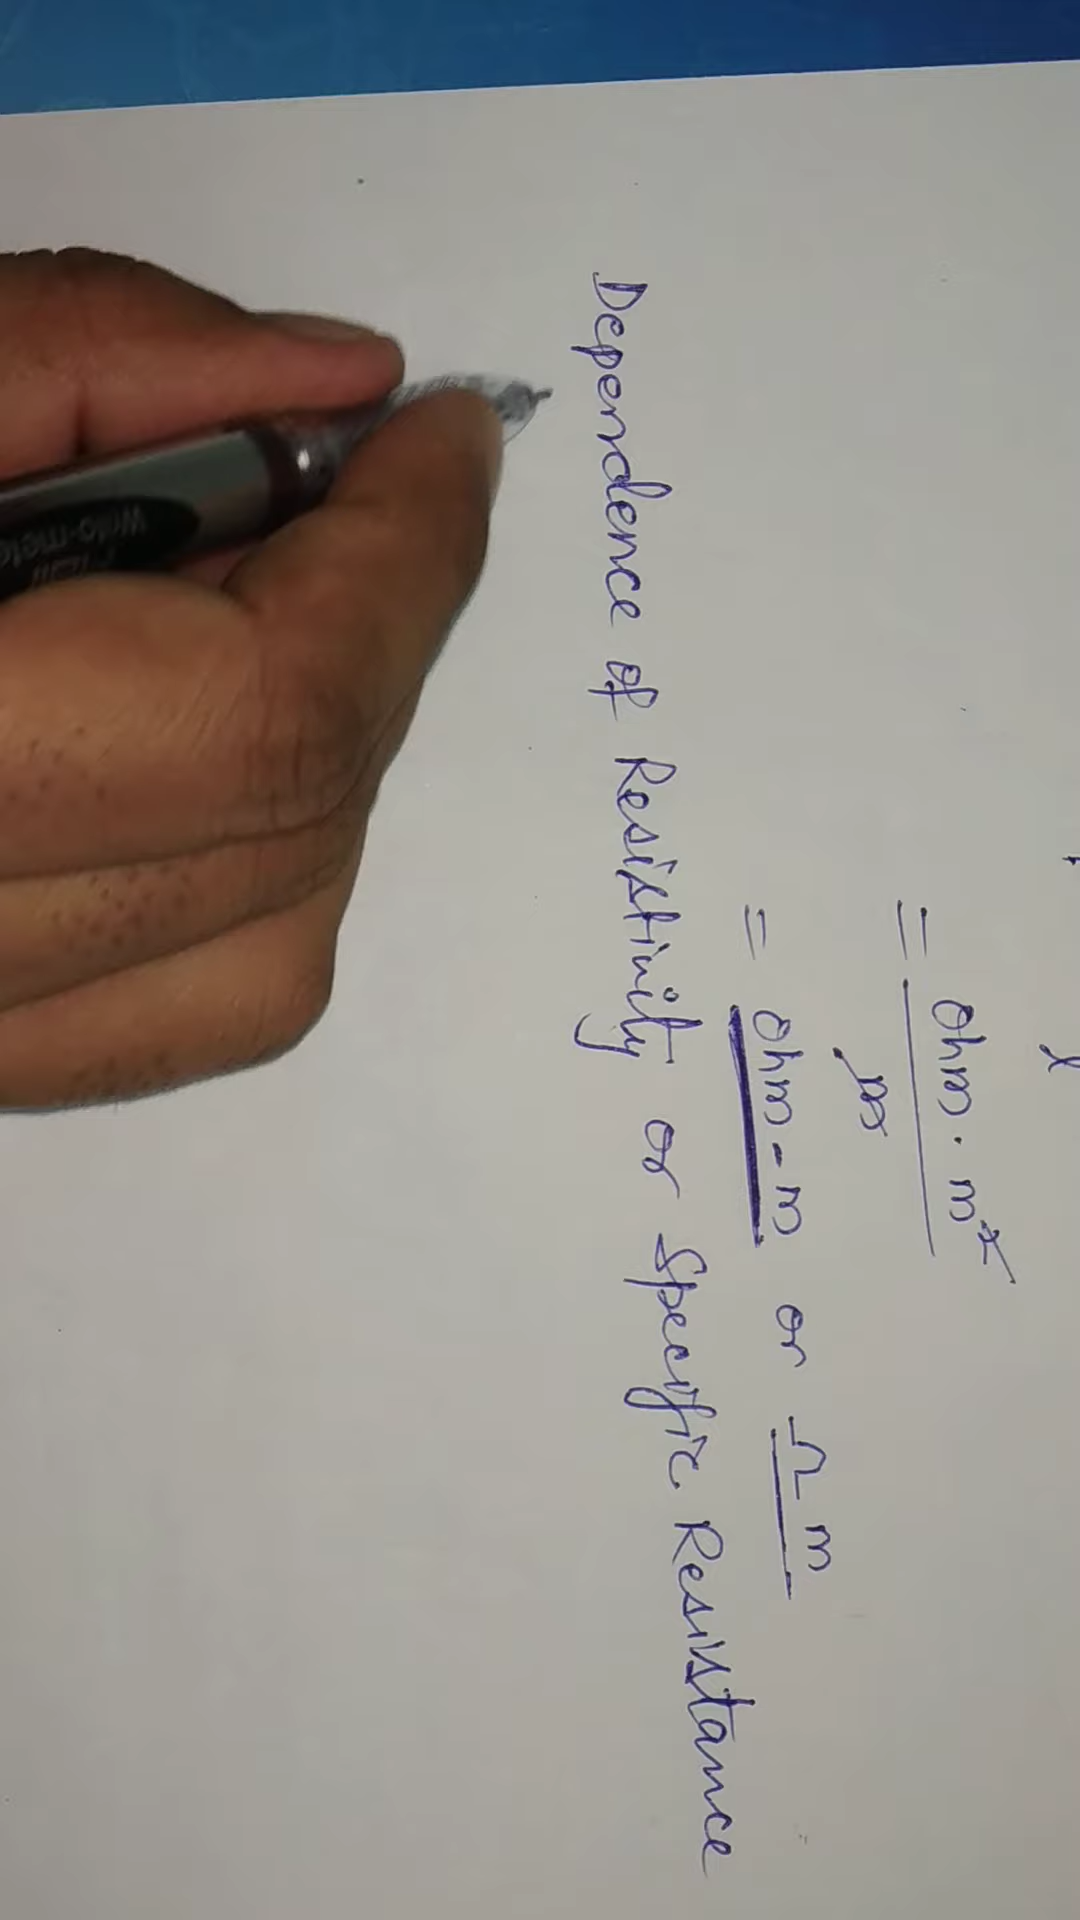 l
= ohm · m²
m
= ohm - m or Ω m
Dependence of Resistivity or Specific Resistance